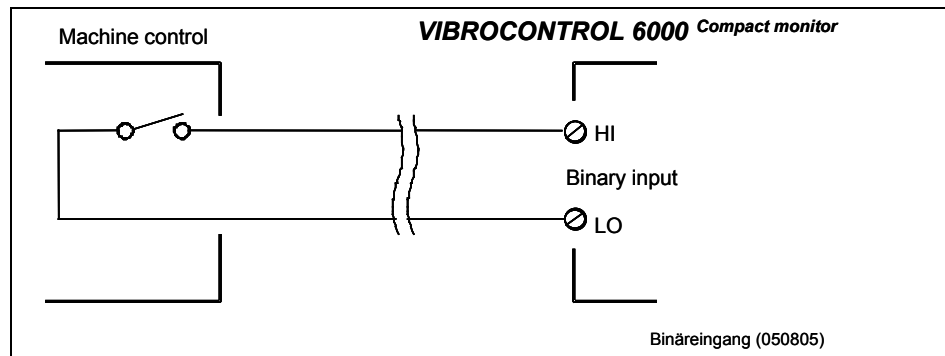 Machine control
VIBROCONTROL 6000 Compact monitor
HI
Binary input
LO
Binäreingang (050805)